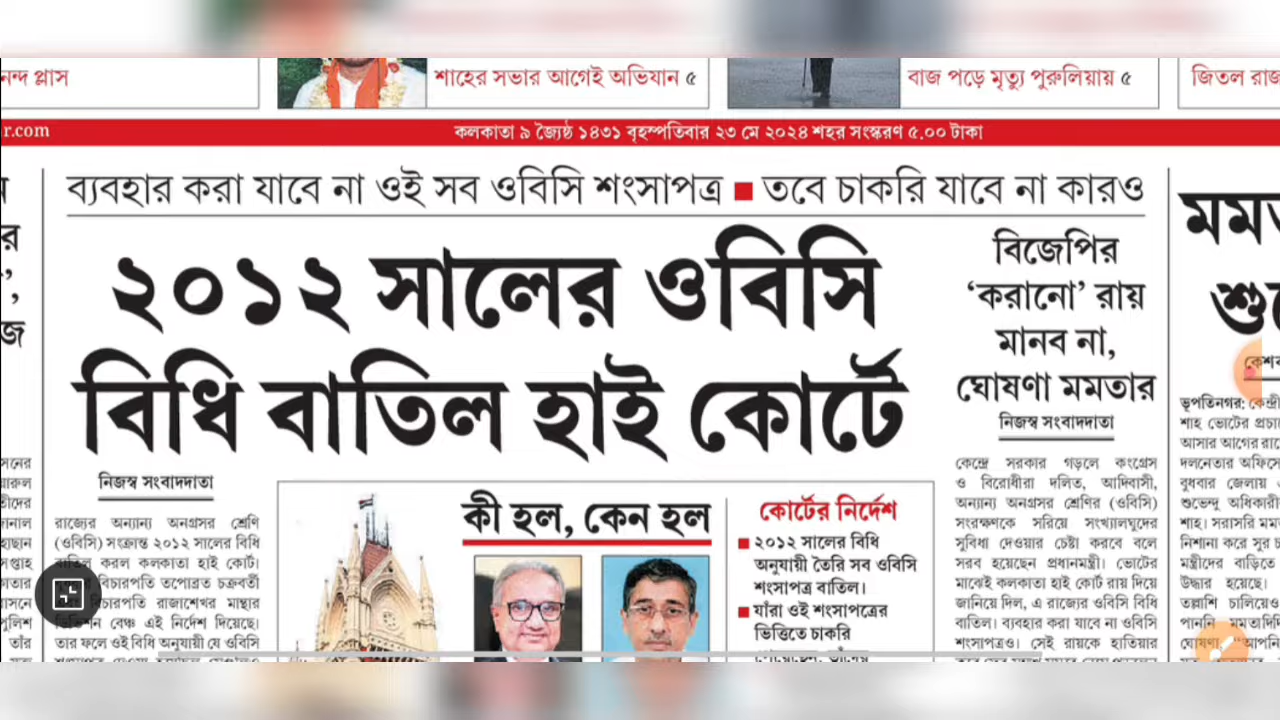 নন্দ প্লাস
শাহের সভার আগেই অভিযান ৫
বাজ পড়ে মৃত্যু পুরুলিয়ায় ৫
জিতল
r.com
কলকাতা ৯ জ্যৈষ্ঠ ১৪৩১ বৃহস্পতিবার ২৩ মে ২০২৪ শহর সংস্করণ ৫.০০ টাকা
ব্যবহার করা যাবে না ওই সব ওবিসি শংসাপত্র ■ তবে চাকরি যাবে না কারও
২০১২ সালের ওবিসি
বিধি বাতিল হাই কোর্টে
নিজস্ব সংবাদদাতা
রাজ্যের অন্যান্য অনগ্রসর শ্রেণি
(ওবিসি) সংক্রান্ত ২০১২ সালের বিধি
বাতিল করল কলকাতা হাই কোর্ট।
বিচারপতি তপোব্রত চক্রবর্তী
বিচারপতি রাজাশেখর মান্থার
বেঞ্চ এই নির্দেশ দিয়েছে।
তার ফলে ওই বিধি অনুযায়ী যে ওবিসি
কী হল, কেন হল
কোর্টের নির্দেশ
■ ২০১২ সালের বিধি
অনুযায়ী তৈরি সব ওবিসি
শংসাপত্র বাতিল।
■ যাঁরা ওই শংসাপত্রের
ভিত্তিতে চাকরি
বিজেপির
‘করানো’ রায়
মানব না,
ঘোষণা মমতার
নিজস্ব সংবাদদাতা
কেন্দ্রে সরকার গড়লে কংগ্রেস
ও বিরোধীরা দলিত, আদিবাসী,
অন্যান্য অনগ্রসর শ্রেণির (ওবিসি)
সংরক্ষণকে সরিয়ে সংখ্যালঘুদের
সুবিধা দেওয়ার চেষ্টা করবে বলে
সরব হয়েছেন প্রধানমন্ত্রী। ভোটের
মাঝেই কলকাতা হাই কোর্ট রায় দিয়ে
জানিয়ে দিল, এ রাজ্যের ওবিসি বিধি
বাতিল। ব্যবহার করা যাবে না ওবিসি
শংসাপত্রও। সেই রায়কে হাতিয়ার
ভূপতিনগর:
শাহ ভোটের
আসার আগের
দলনেতার
বুধবার জেলায়
শুভেন্দু অধিকারী
শাহ। সরাসরি
নিশানা করে সুর
মন্ত্রীদের বাড়িতে
উদ্ধার হয়েছে।
তল্লাশি